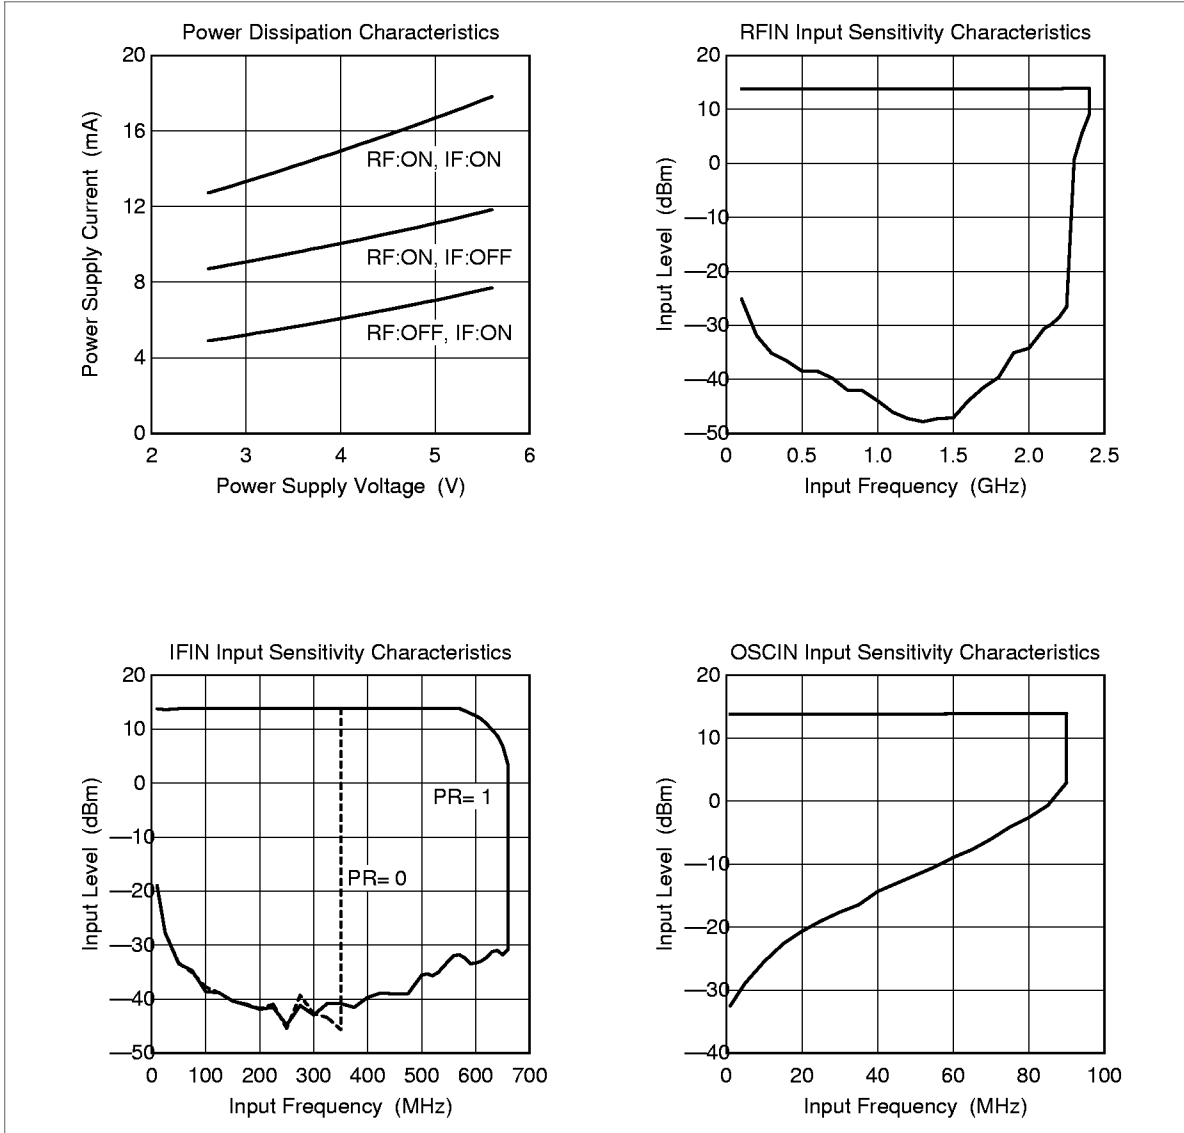 Power Dissipation Characteristics
20
16
12
8
4
0
2 3 4 5 6
Power Supply Current (mA)
Power Supply Voltage (V)
RF:ON, IF:ON
RF:ON, IF:OFF
RF:OFF, IF:ON
RFIN Input Sensitivity Characteristics
20
10
0
—10
—20
—30
—40
—50
0 0.5 1.0 1.5 2.0 2.5
Input Level (dBm)
Input Frequency (GHz)
IFIN Input Sensitivity Characteristics
20
10
0
—10
—20
—30
—40
—50
0 100 200 300 400 500 600 700
Input Level (dBm)
Input Frequency (MHz)
PR= 1
PR= 0
OSCIN Input Sensitivity Characteristics
20
10
0
—10
—20
—30
—40
0 20 40 60 80 100
Input Level (dBm)
Input Frequency (MHz)